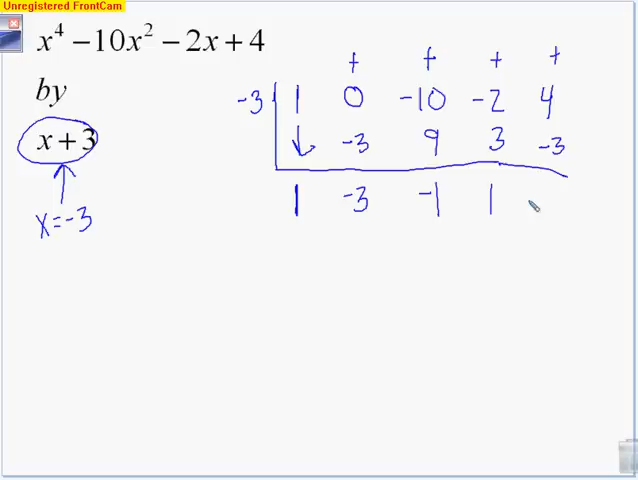 Unregistered FrontCam
x⁴ −10x² − 2x + 4
by
x + 3
x=-3
+ + + +
-3 | 1 0 -10 -2 4
↓ -3 9 3 -3
1 -3 -1 1